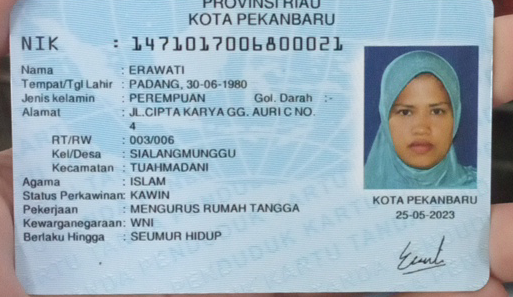 PROVINSI RIAU
KOTA PEKANBARU
NIK : 1471017006800021
Nama : ERAWATI
Tempat/Tgl Lahir : PADANG, 30-06-1980
Jenis kelamin : PEREMPUAN Gol. Darah :-
Alamat : JL.CIPTA KARYA GG. AURI C NO.
4
RT/RW : 003/006
Kel/Desa : SIALANGMUNGGU
Kecamatan : TUAHMADANI
Agama : ISLAM
Status Perkawinan: KAWIN
Pekerjaan : MENGURUS RUMAH TANGGA
Kewarganegaraan: WNI
Berlaku Hingga : SEUMUR HIDUP
KOTA PEKANBARU
25-05-2023